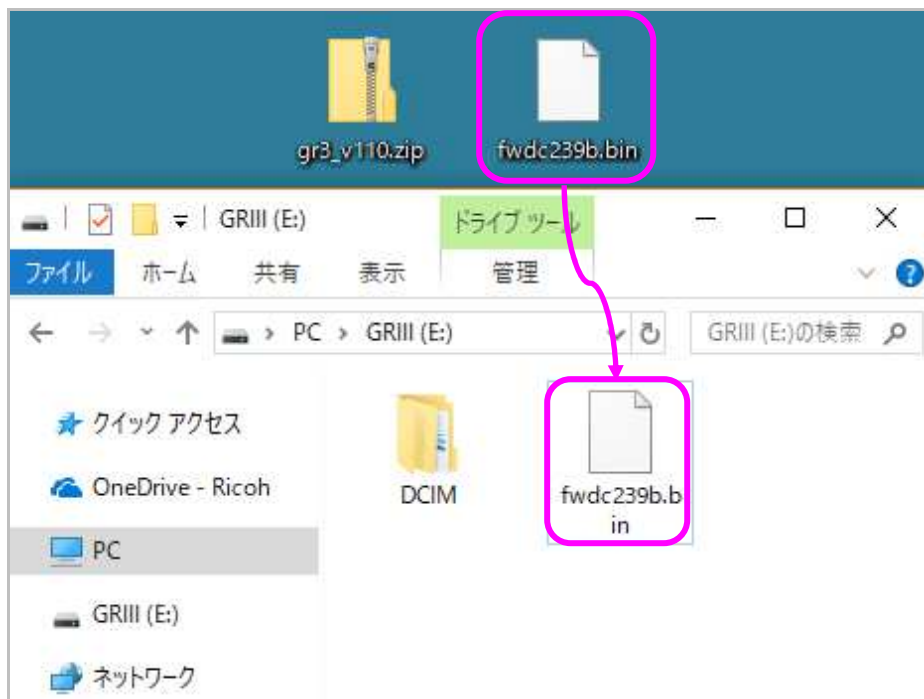 gr3_v110.zip
fwdc239b.bin
GRIII (E:)
ドライブ ツール
ファイル
ホーム
共有
表示
管理
PC
GRIII (E:)
GRIII (E:)の検索
クイック アクセス
OneDrive - Ricoh
PC
GRIII (E:)
ネットワーク
DCIM
fwdc239b.b
in